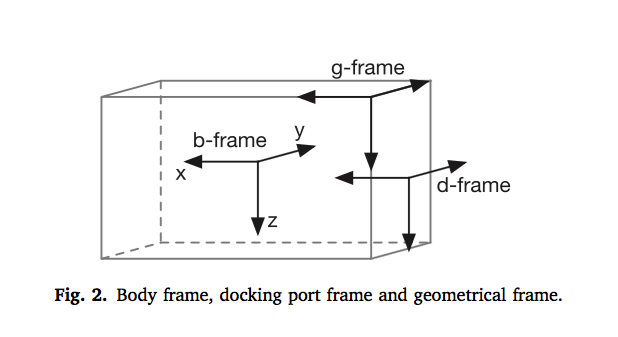 g-frame
b-frame
y
x
d-frame
z
Fig. 2. Body frame, docking port frame and geometrical frame.